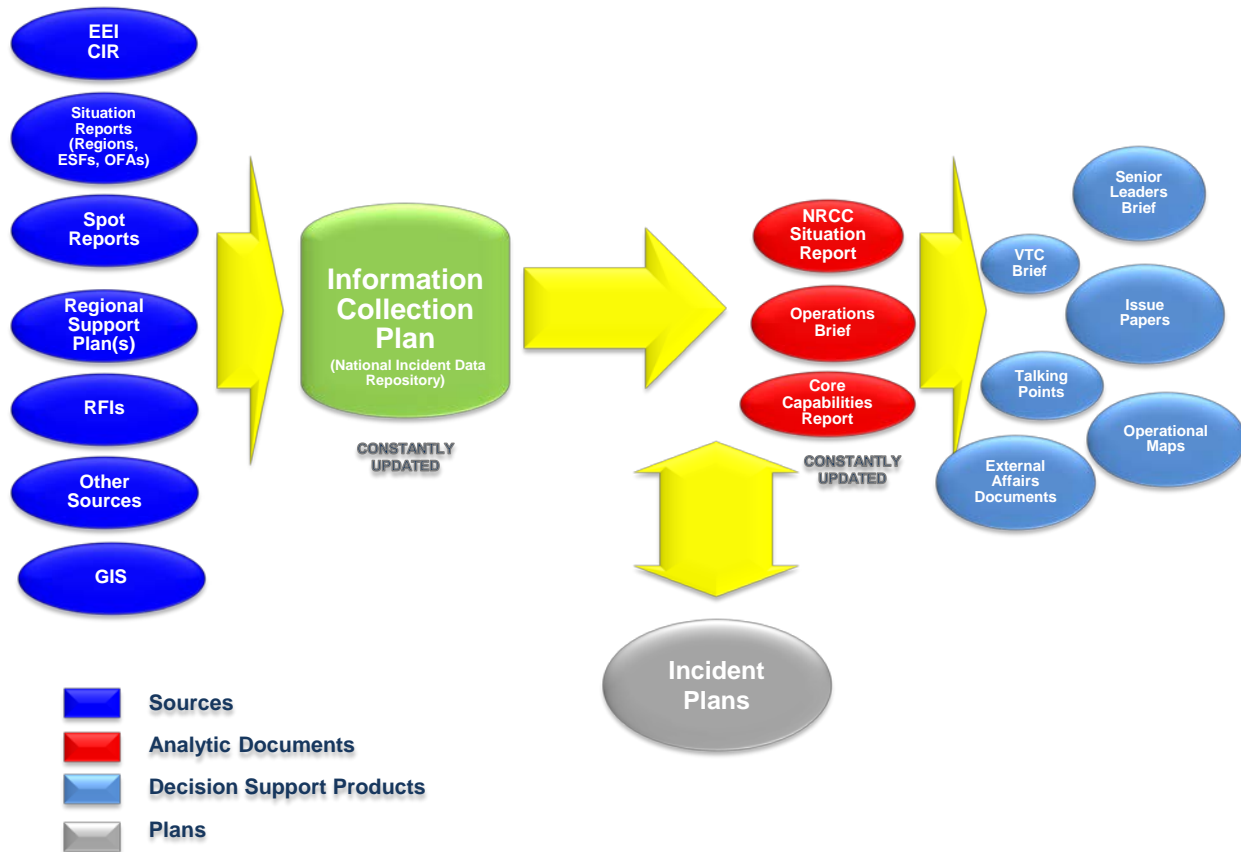 EEI
CIR
Situation
Reports
(Regions,
ESFs, OFAs)
Spot
Reports
Regional
Support
Plan(s)
RFIs
Other
Sources
GIS
Information
Collection
Plan
(National Incident Data
Repository)
CONSTANTLY
UPDATED
NRCC
Situation
Report
Operations
Brief
Core
Capabilities
Report
CONSTANTLY
UPDATED
Senior
Leaders
Brief
VTC
Brief
Issue
Papers
Talking
Points
Operational
Maps
External
Affairs
Documents
Incident
Plans
Sources
Analytic Documents
Decision Support Products
Plans